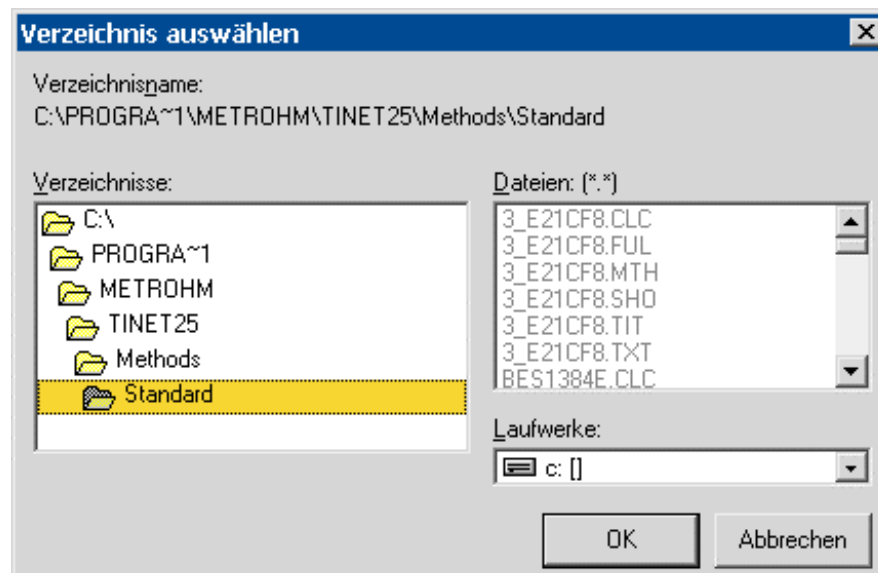 Verzeichnis auswählen
Verzeichnisname:
C:\PROGRA~1\METROHM\TINET25\Methods\Standard
Verzeichnisse:
C:\
PROGRA~1
METROHM
TINET25
Methods
Standard
Dateien: (*.*)
3_E21CF8.CLC
3_E21CF8.FUL
3_E21CF8.MTH
3_E21CF8.SHO
3_E21CF8.TIT
3_E21CF8.TXT
BES1384E.CLC
Laufwerke:
c: []
OK
Abbrechen